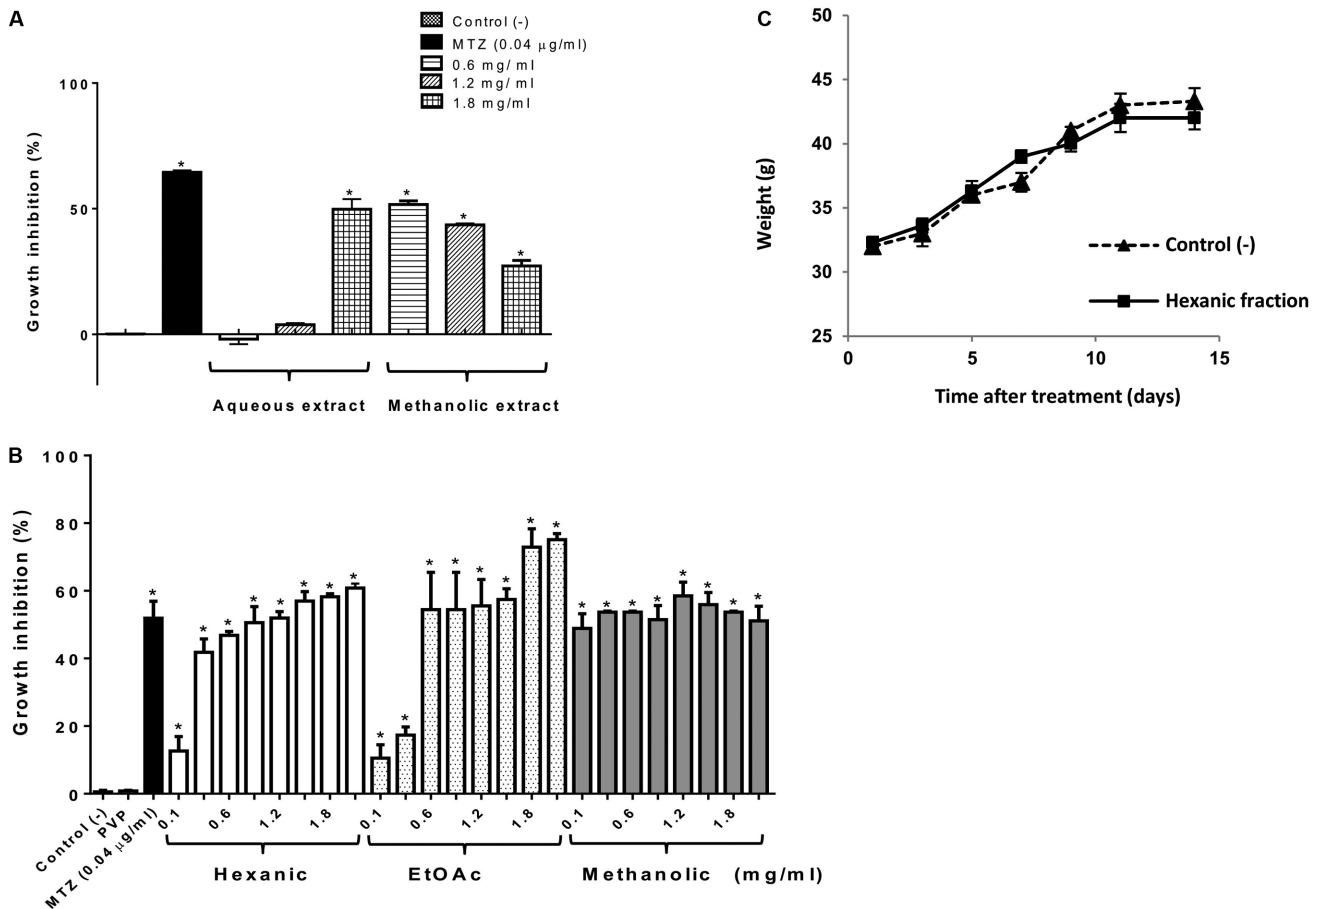 A
Control (-)
MTZ (0.04 μg/ml)
0.6 mg/ ml
1.2 mg/ ml
1.8 mg/ml
Growth inhibition (%)
100
50
0
*
*
*
*
*
Aqueous extract
Methanolic extract
C
Weight (g)
50
45
40
35
30
25
0 5 10 15
Control (-)
Hexanic fraction
Time after treatment (days)
B
Growth inhibition (%)
100
80
60
40
20
0
* * * * * * * * *
* * * * * * * *
* * * * * * * *
Control (-)
PVP
MTZ (0.04 μg/ml)
0.1 0.6 1.2 1.8
0.1 0.6 1.2 1.8
0.1 0.6 1.2 1.8
Hexanic
EtOAc
Methanolic (mg/ml)